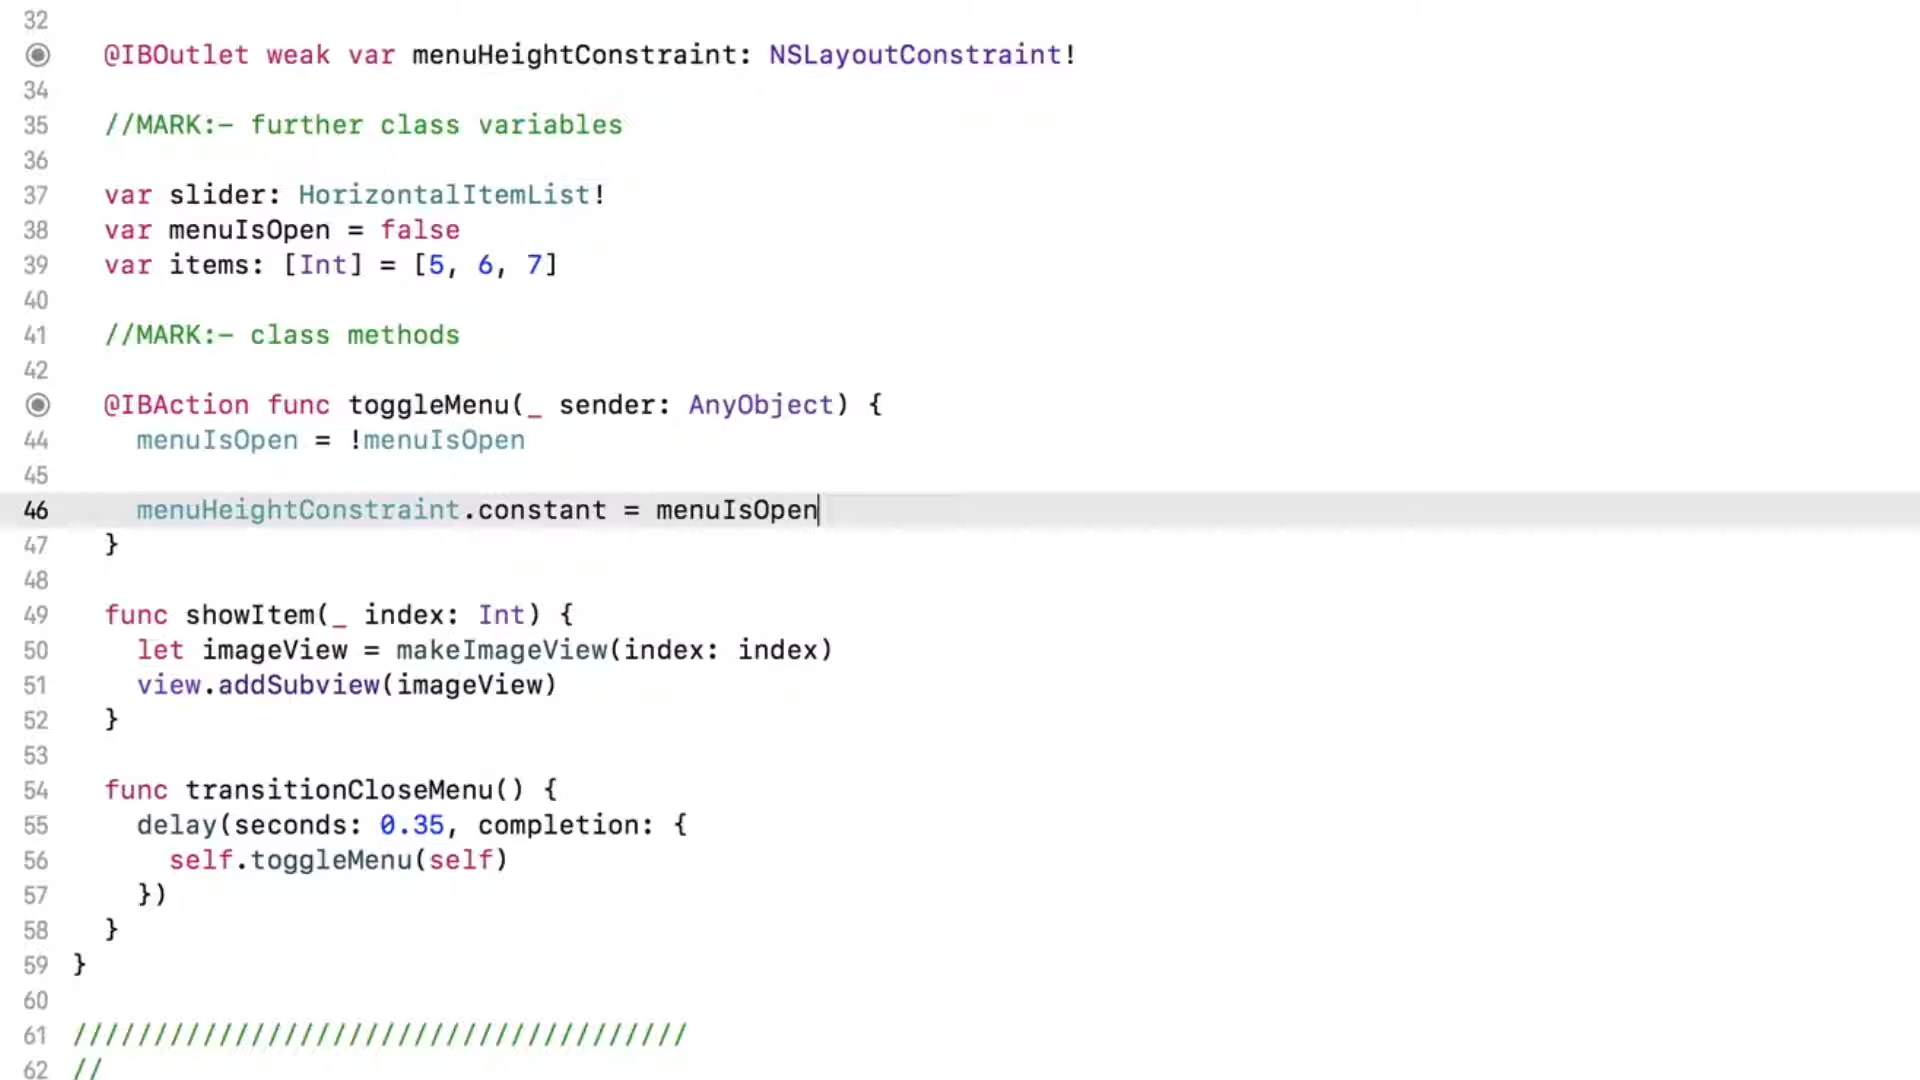 32
@IBOutlet weak var menuHeightConstraint: NSLayoutConstraint!
34
35 //MARK:- further class variables
36
37 var slider: HorizontalItemList!
38 var menuIsOpen = false
39 var items: [Int] = [5, 6, 7]
40
41 //MARK:- class methods
42
@IBAction func toggleMenu(_ sender: AnyObject) {
44 menuIsOpen = !menuIsOpen
45
46 menuHeightConstraint.constant = menuIsOpen
47 }
48
49 func showItem(_ index: Int) {
50 let imageView = makeImageView(index: index)
51 view.addSubview(imageView)
52 }
53
54 func transitionCloseMenu() {
55 delay(seconds: 0.35, completion: {
56 self.toggleMenu(self)
57 })
58 }
59 }
60
61 //////////////////////////////////////
62 //